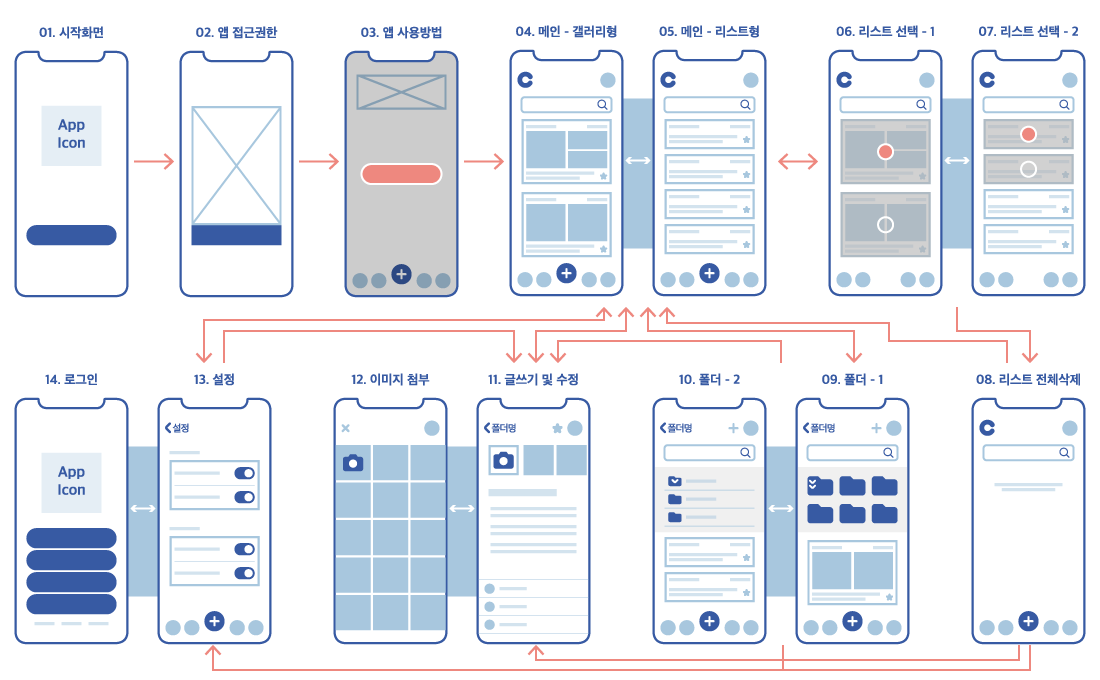 01. 시작화면
02. 앱 접근권한
03. 앱 사용방법
04. 메인 - 갤러리형
05. 메인 - 리스트형
06. 리스트 선택 - 1
07. 리스트 선택 - 2
App
Icon
14. 로그인
13. 설정
12. 이미지 첨부
11. 글쓰기 및 수정
10. 폴더 - 2
09. 폴더 - 1
08. 리스트 전체삭제
설정
폴더명
폴더명
폴더명
App
Icon